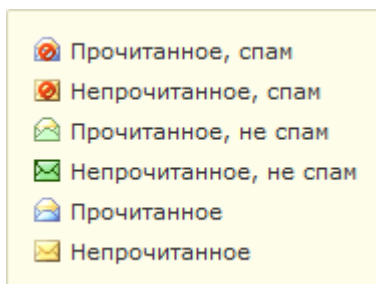 Прочитанное, спам
Непрочитанное, спам
Прочитанное, не спам
Непрочитанное, не спам
Прочитанное
Непрочитанное